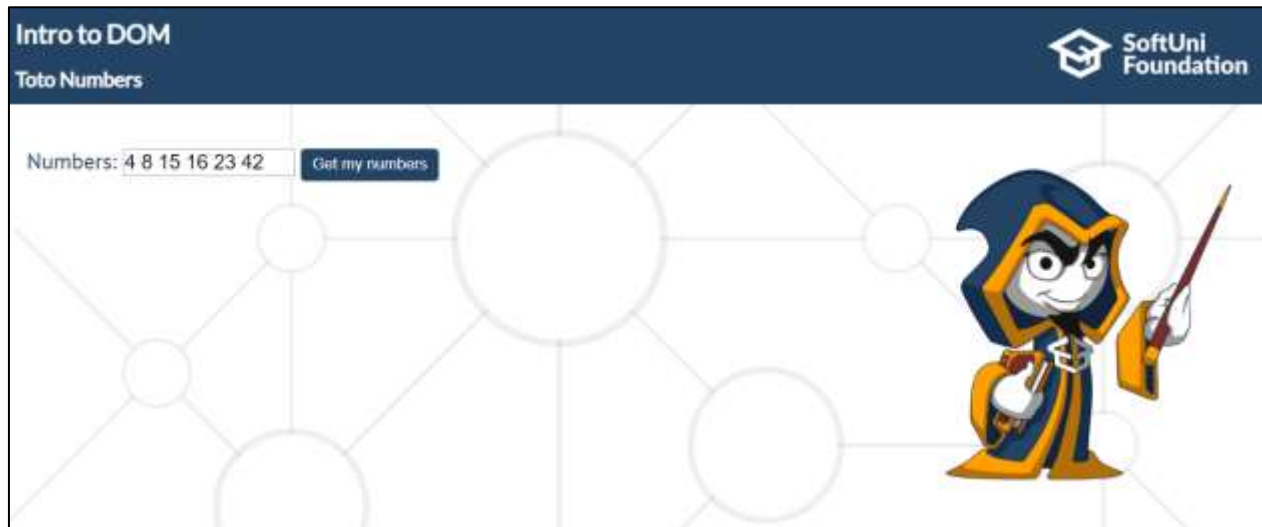 Intro to DOM
SoftUni
Foundation
Toto Numbers
Numbers: 4 8 15 16 23 42 Get my numbers